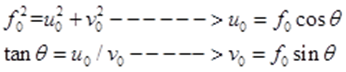 f₀²=u₀²+v₀² ------> u₀ = f₀ cos θ
tan θ = u₀ / v₀ -----> v₀ = f₀ sin θ